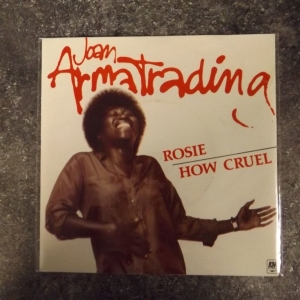 Joan
Armatrading
ROSIE
HOW CRUEL